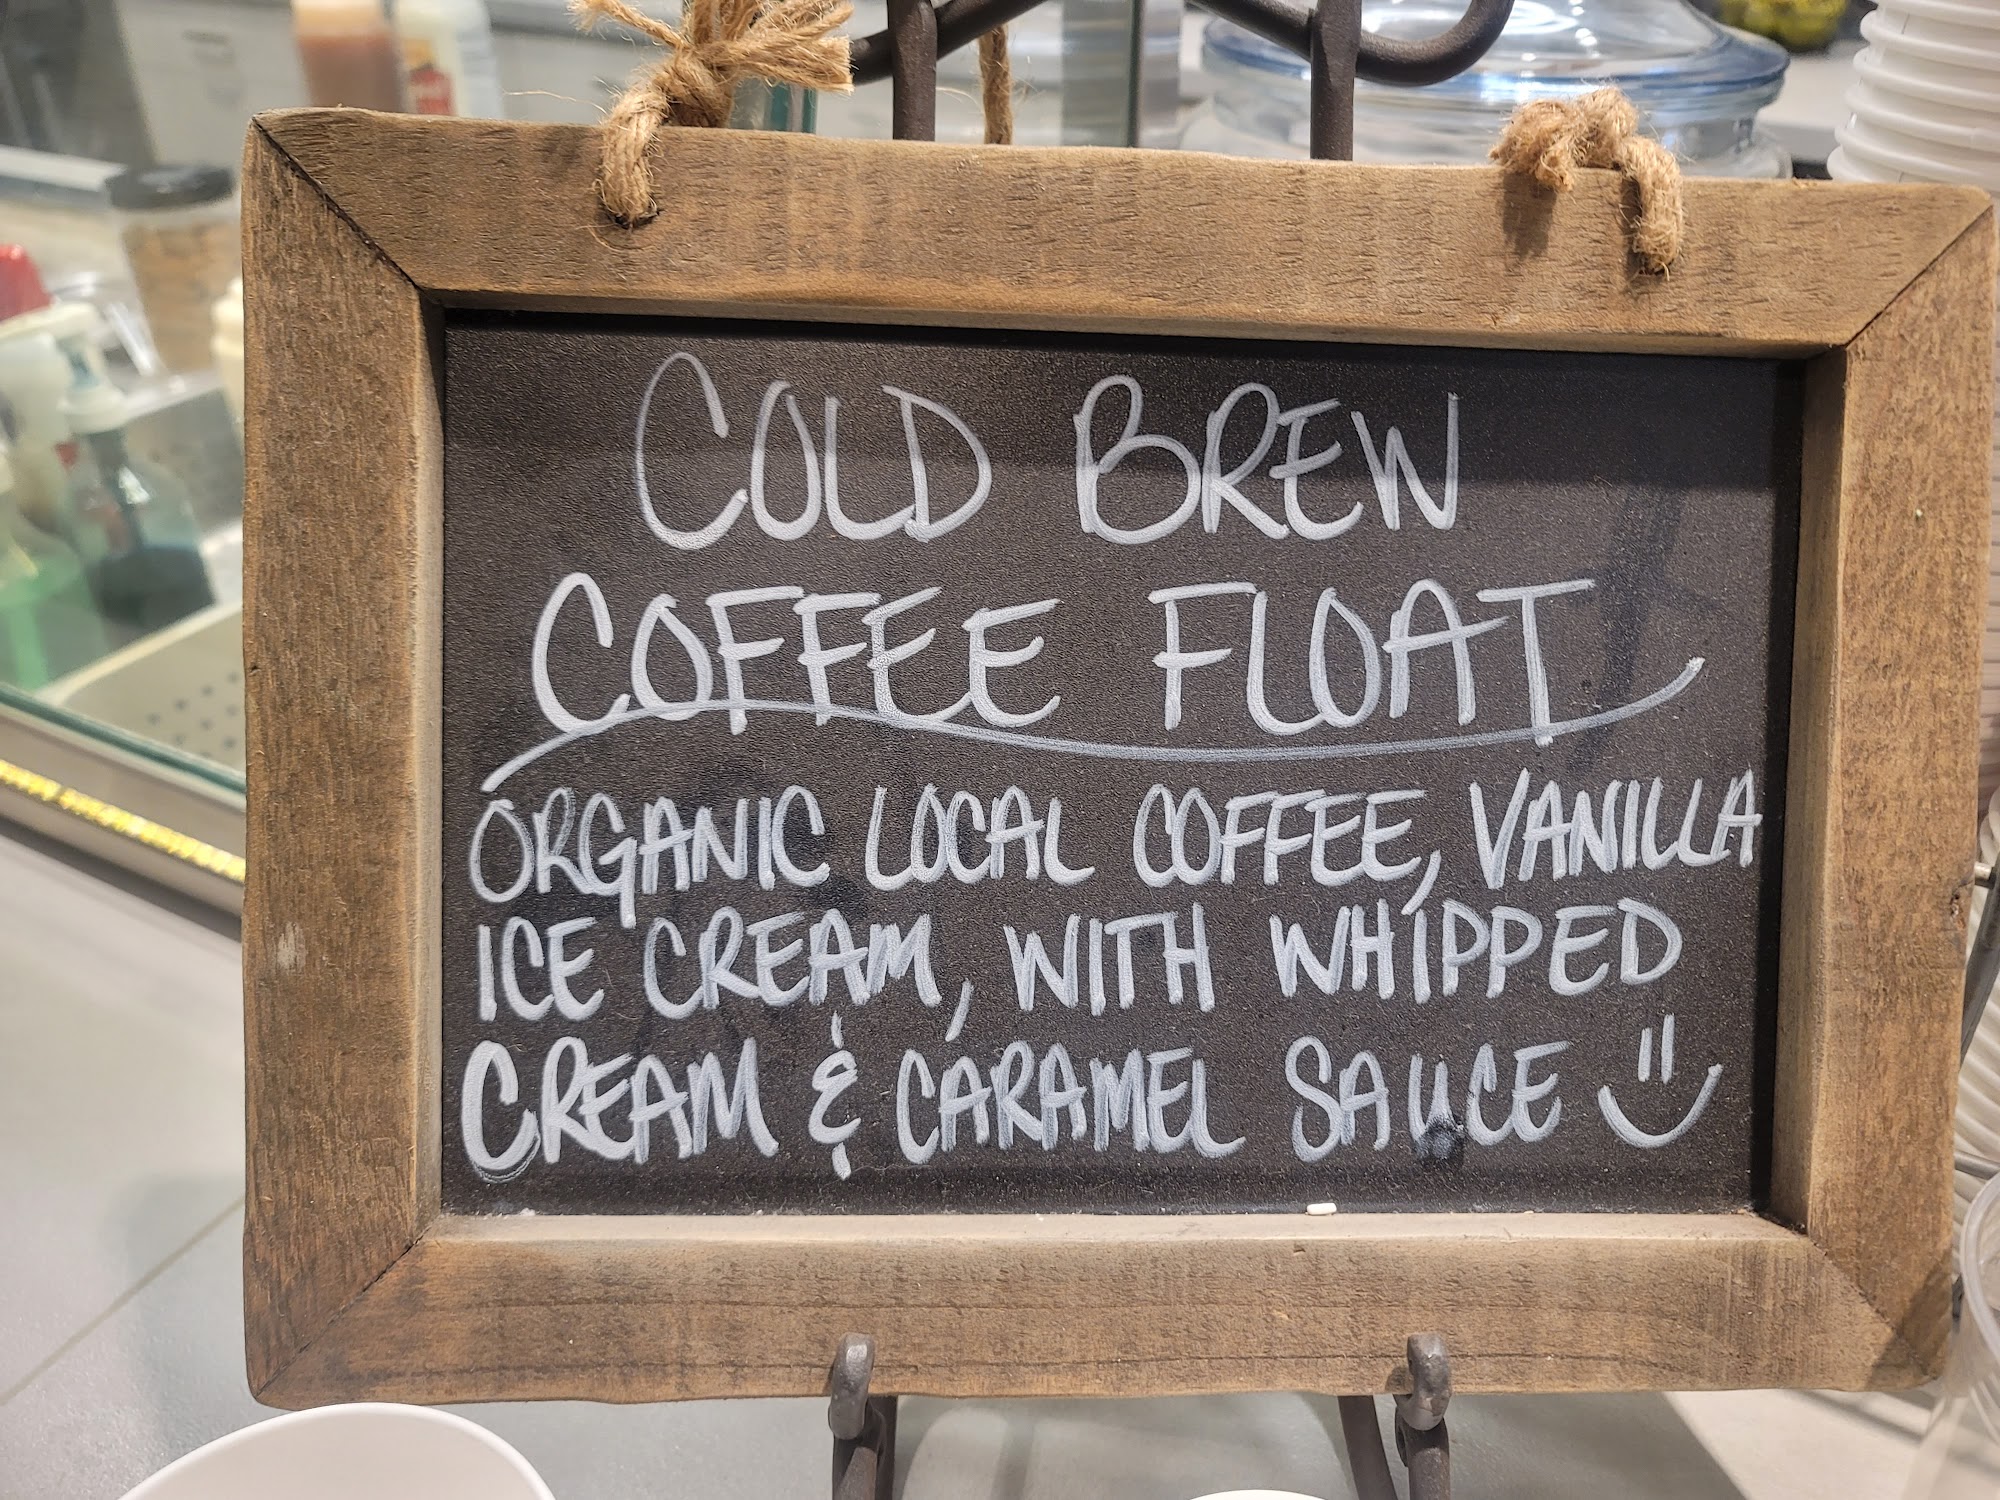 COLD BREW
COFFEE FLOAT
ORGANIC LOCAL COFFEE, VANILLA
ICE CREAM, WITH WHIPPED
CREAM & CARAMEL SAUCE